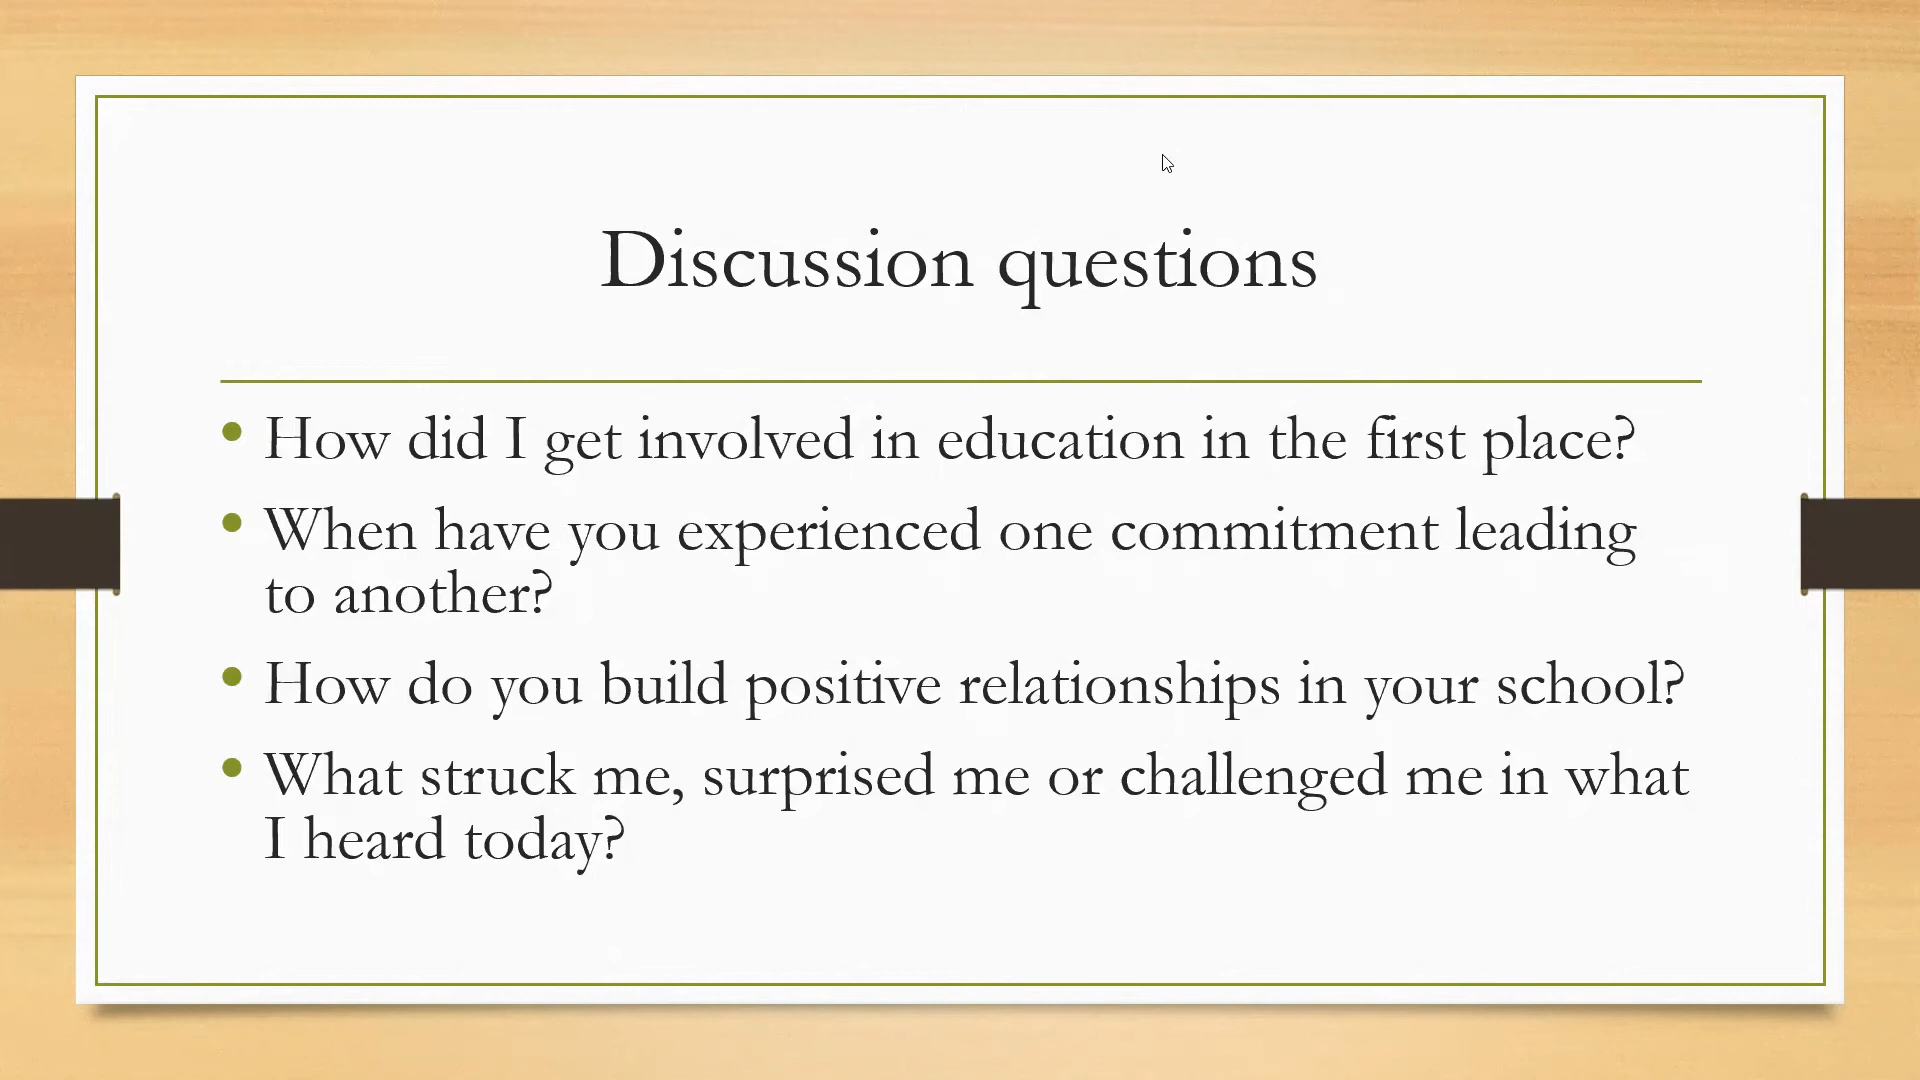 Discussion questions
• How did I get involved in education in the first place?
• When have you experienced one commitment leading
to another?
• How do you build positive relationships in your school?
• What struck me, surprised me or challenged me in what
I heard today?